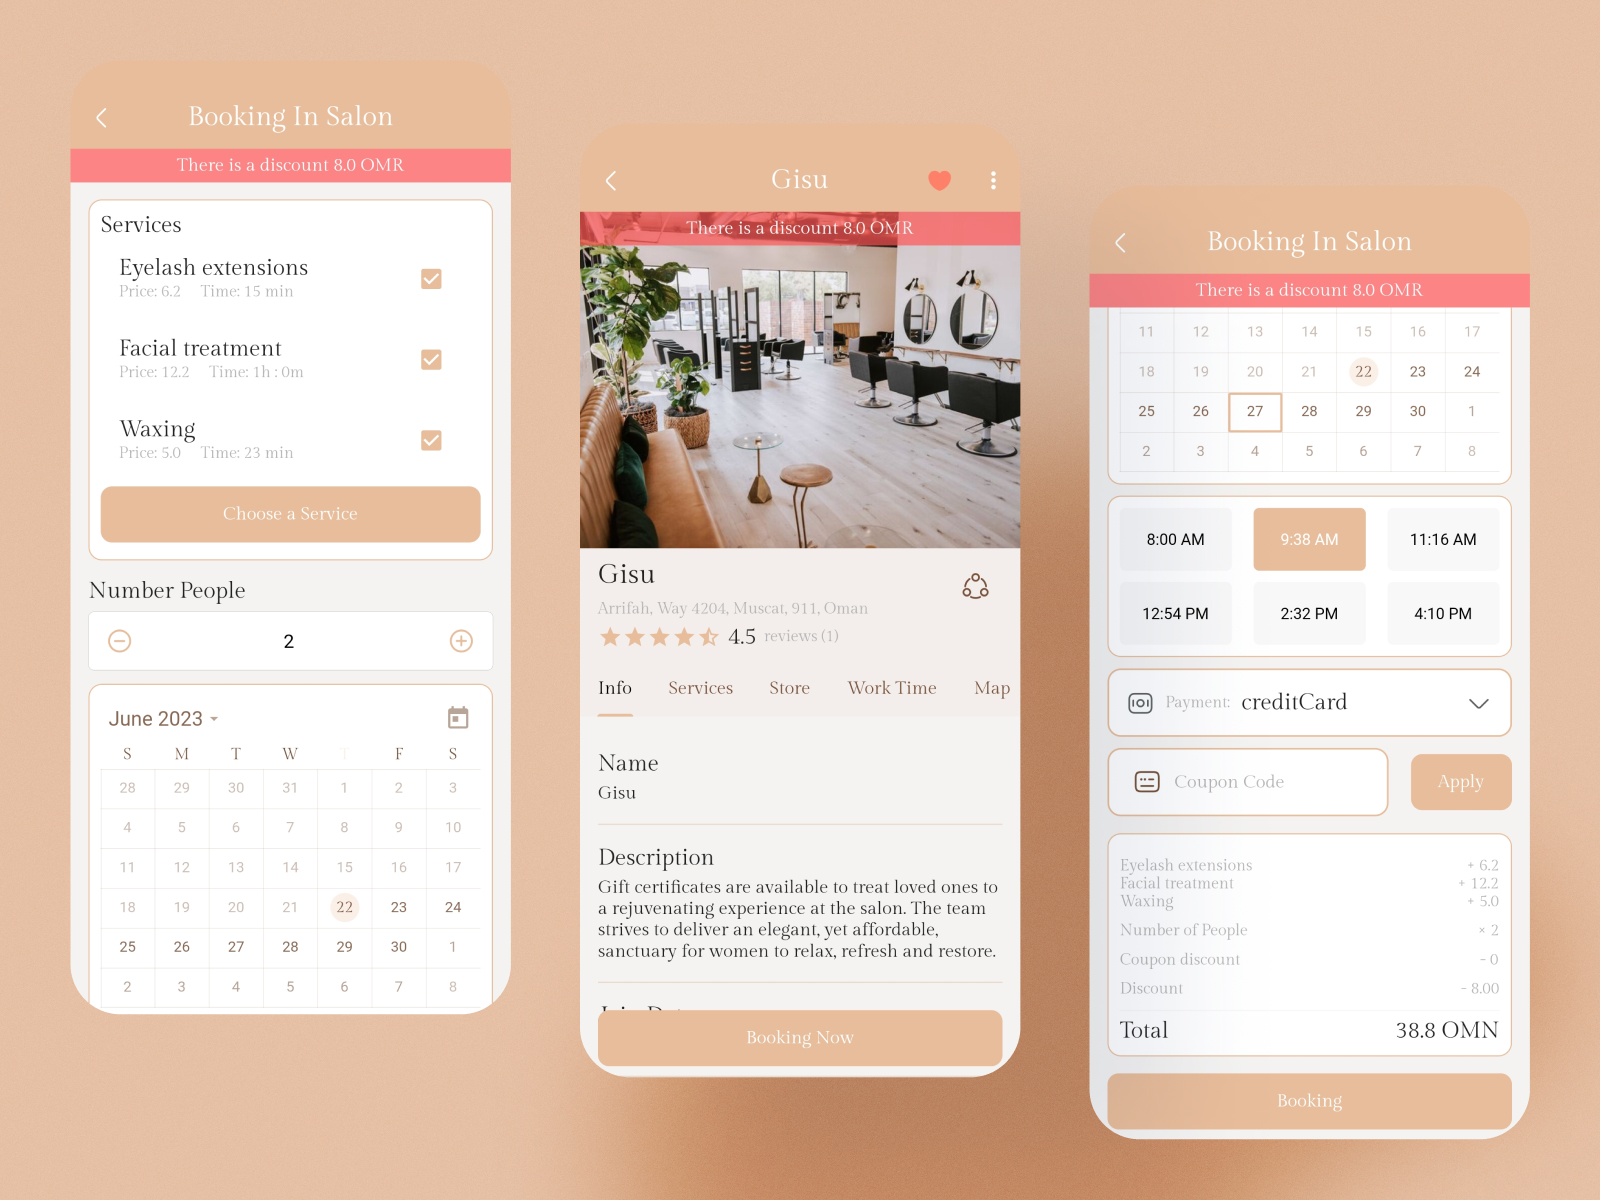 Booking In Salon
There is a discount 8.0 OMR
Services
Eyelash extensions
Price: 6.2 Time: 15 min
Facial treatment
Price: 12.2 Time: 1h : 0m
Waxing
Price: 5.0 Time: 23 min
Choose a Service
Number People
2
June 2023
S M T W T F S
28 29 30 31 1 2 3
4 5 6 7 8 9 10
11 12 13 14 15 16 17
18 19 20 21 22 23 24
25 26 27 28 29 30 1
2 3 4 5 6 7 8
Gisu
There is a discount 8.0 OMR
Gisu
Arrifah, Way 4204, Muscat, 911, Oman
4.5 reviews (1)
Info Services Store Work Time Map
Name
Gisu
Description
Gift certificates are available to treat loved ones to
a rejuvenating experience at the salon. The team
strives to deliver an elegant, yet affordable,
sanctuary for women to relax, refresh and restore.
Booking Now
Booking In Salon
There is a discount 8.0 OMR
11 12 13 14 15 16 17
18 19 20 21 22 23 24
25 26 27 28 29 30 1
2 3 4 5 6 7 8
8:00 AM 9:38 AM 11:16 AM
12:54 PM 2:32 PM 4:10 PM
Payment: creditCard
Coupon Code Apply
Eyelash extensions + 6.2
Facial treatment + 12.2
Waxing + 5.0
Number of People × 2
Coupon discount - 0
Discount - 8.00
Total 38.8 OMN
Booking